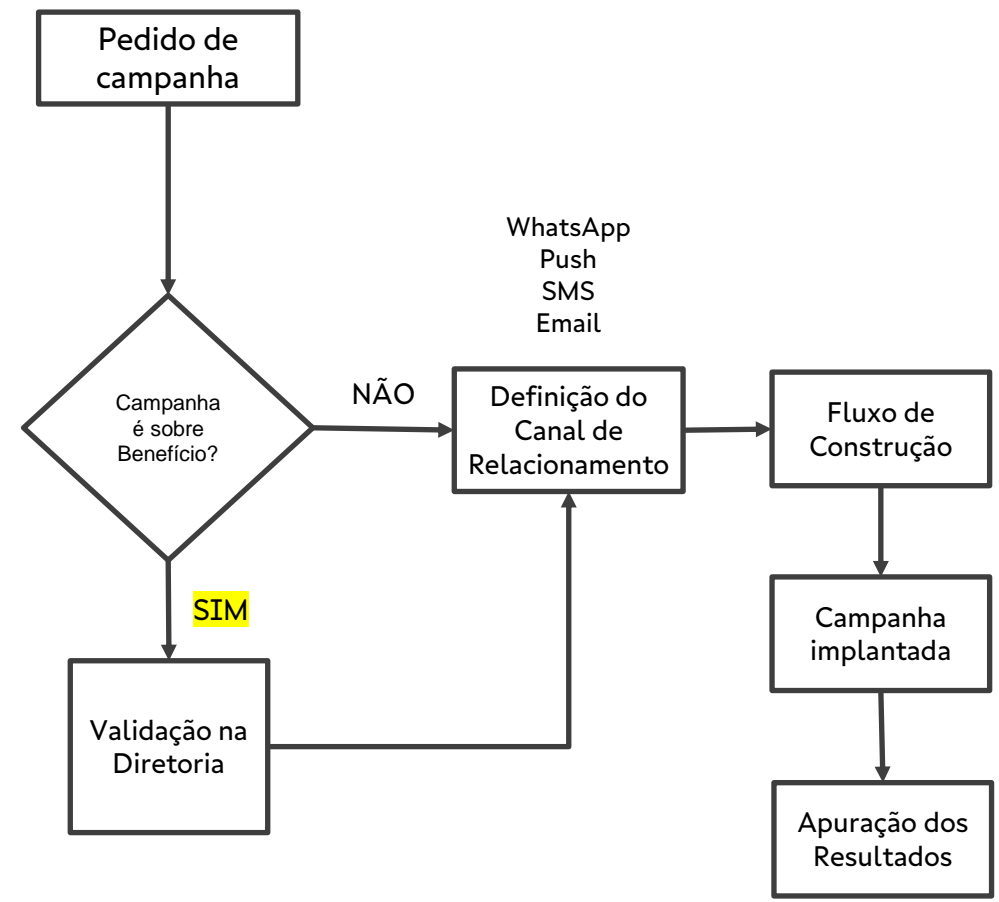 Pedido de
campanha
WhatsApp
Push
SMS
Email
Campanha
é sobre
Benefício?
NÃO
Definição do
Canal de
Relacionamento
Fluxo de
Construção
SIM
Campanha
implantada
Validação na
Diretoria
Apuração dos
Resultados